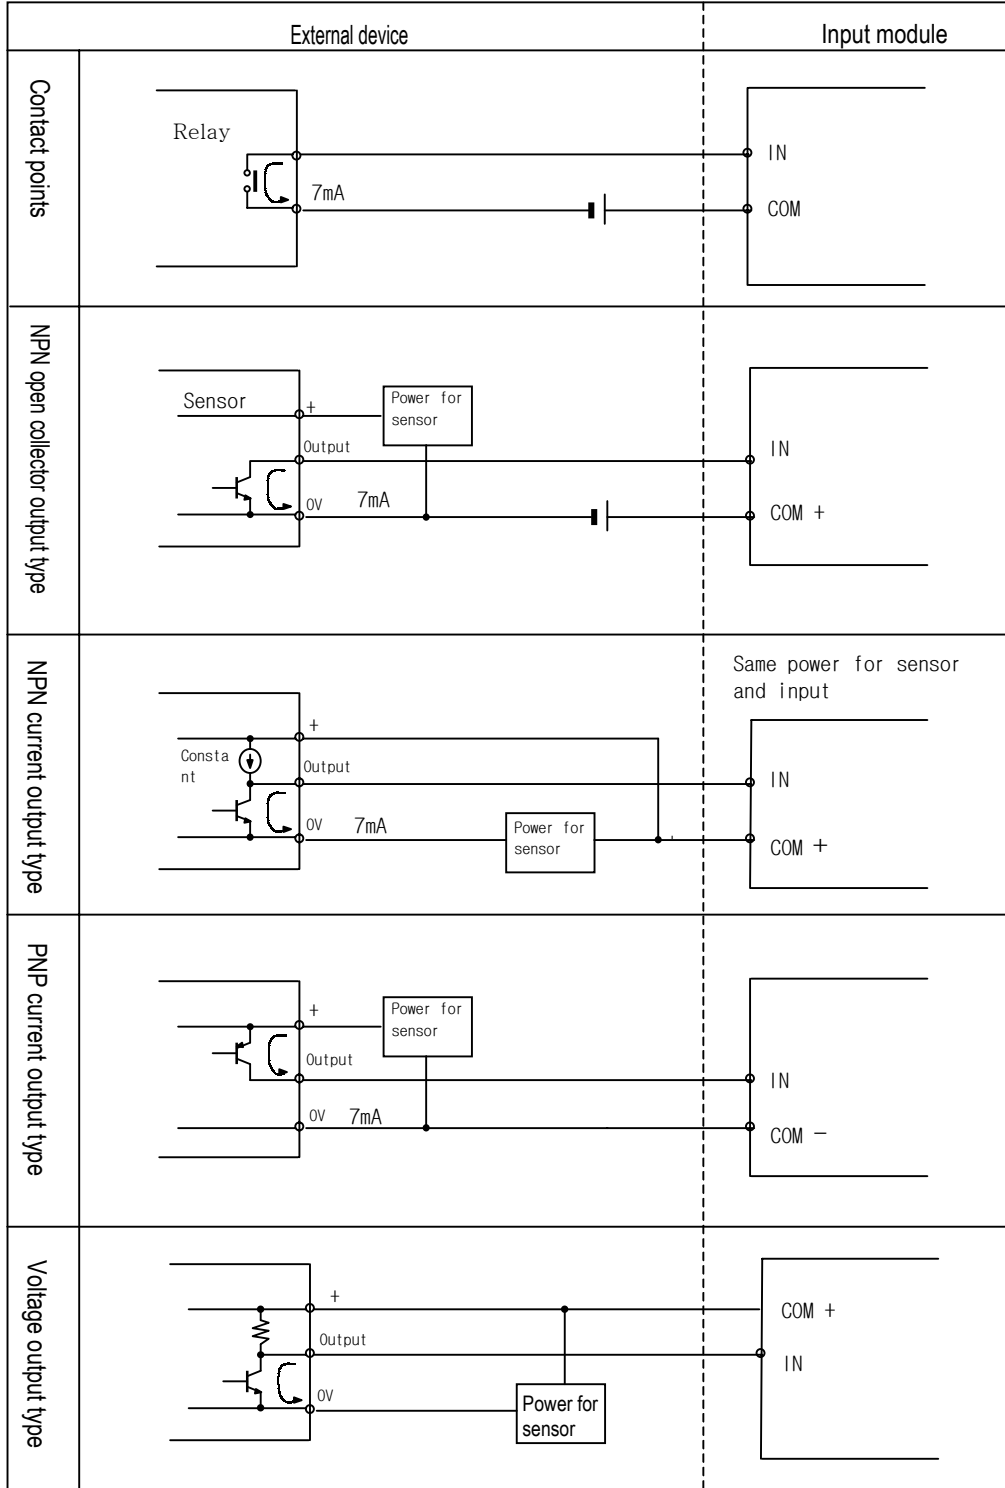 External device
Input module
Contact points
Relay
7mA
IN
COM
NPN open collector output type
Sensor
+
Power for
sensor
Output
0V
7mA
IN
COM +
NPN current output type
Same power for sensor
and input
+
Consta
nt
Output
0V
7mA
Power for
sensor
IN
COM +
PNP current output type
+
Power for
sensor
Output
0V
7mA
IN
COM -
Voltage output type
+
Output
0V
Power for
sensor
COM +
IN